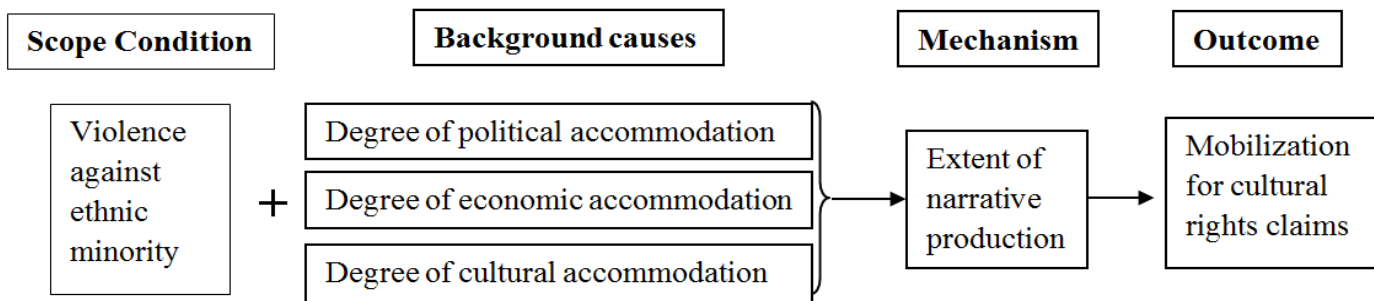 Scope Condition
Background causes
Mechanism
Outcome
Violence
against
ethnic
minority
+
Degree of political accommodation
Degree of economic accommodation
Degree of cultural accommodation
Extent of
narrative
production
Mobilization
for cultural
rights claims